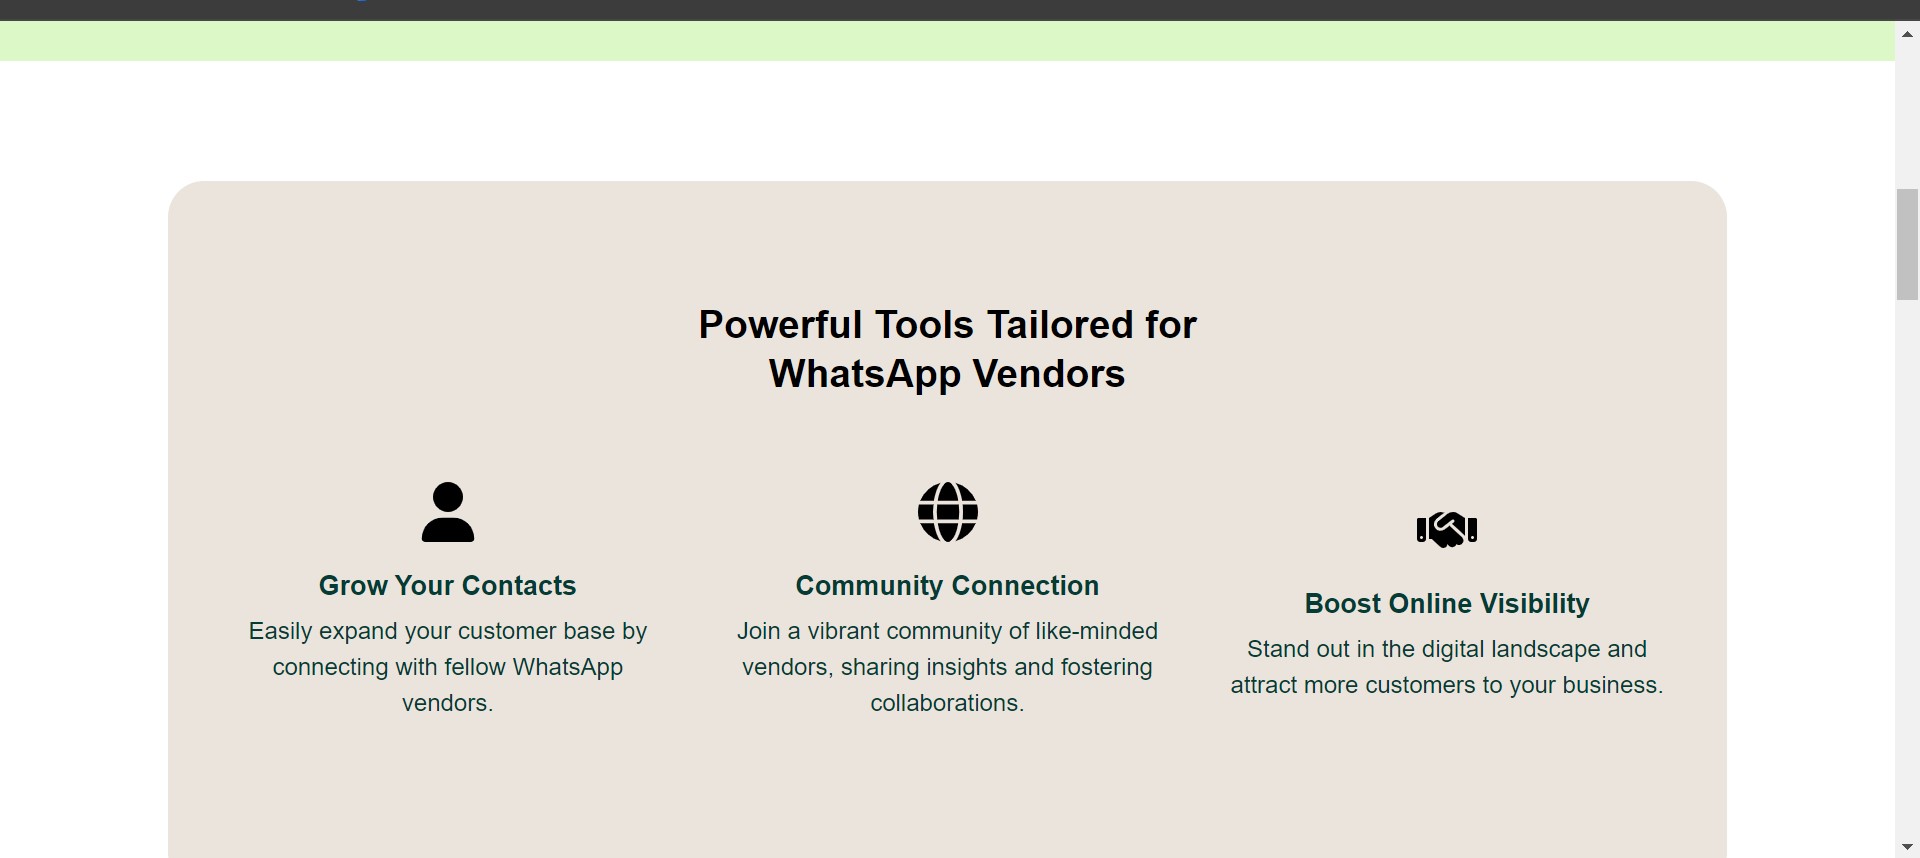 Powerful Tools Tailored for
WhatsApp Vendors
Grow Your Contacts
Easily expand your customer base by
connecting with fellow WhatsApp
vendors.
Community Connection
Join a vibrant community of like-minded
vendors, sharing insights and fostering
collaborations.
Boost Online Visibility
Stand out in the digital landscape and
attract more customers to your business.